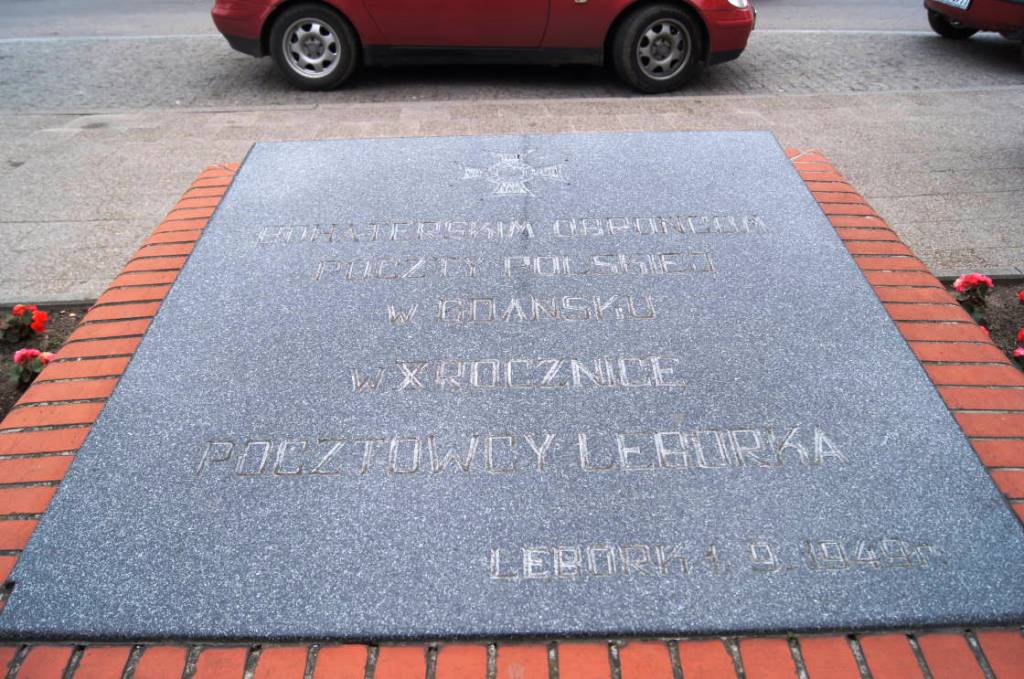 BOHATERSKIM OBROŃCOM
POCZTY POLSKIEJ
W GDAŃSKU
W X ROCZNICĘ
POCZTOWCY LĘBORKA
LĘBORK 1.9.1949r.